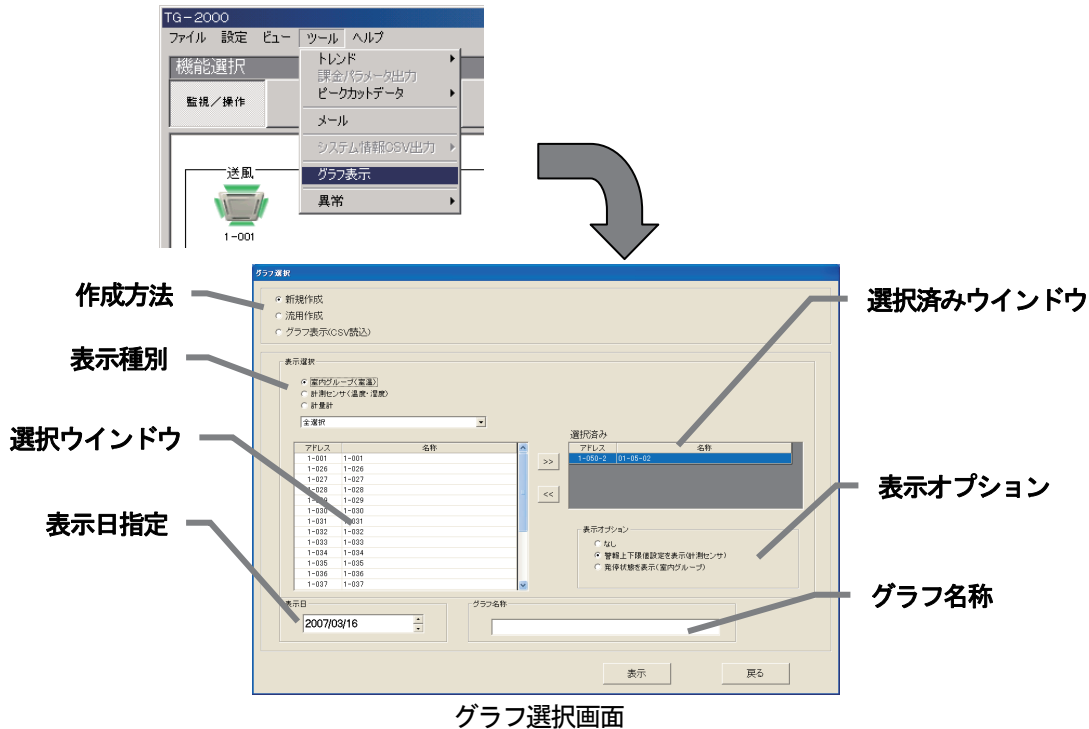 TG-2000
ファイル 設定 ビュー ツール ヘルプ
機能選択
監視／操作
トレンド
課金パラメータ出力
ピークカットデータ
メール
システム情報CSV出力
グラフ表示
異常
送風
1-001
作成方法
表示種別
選択ウインドウ
表示日指定
選択済みウインドウ
表示オプション
グラフ名称
グラフ選択
新規作成
流用作成
グラフ表示(CSV読込)
表示選択
室内グループ(室温)
計測センサ(温度・湿度)
計量計
全選択
アドレス 名称
1-001 1-001
1-026 1-026
1-027 1-027
1-028 1-028
1-029 1-029
1-030 1-030
1-031 1-031
1-032 1-032
1-033 1-033
1-034 1-034
1-035 1-035
1-036 1-036
1-037 1-037
>>
<<
選択済み
アドレス 名称
1-050-2 01-05-02
表示オプション
なし
警報上下限値設定を表示(計測センサ)
発停状態を表示(室内グループ)
表示日
2007/03/16
グラフ名称
表示 戻る
グラフ選択画面